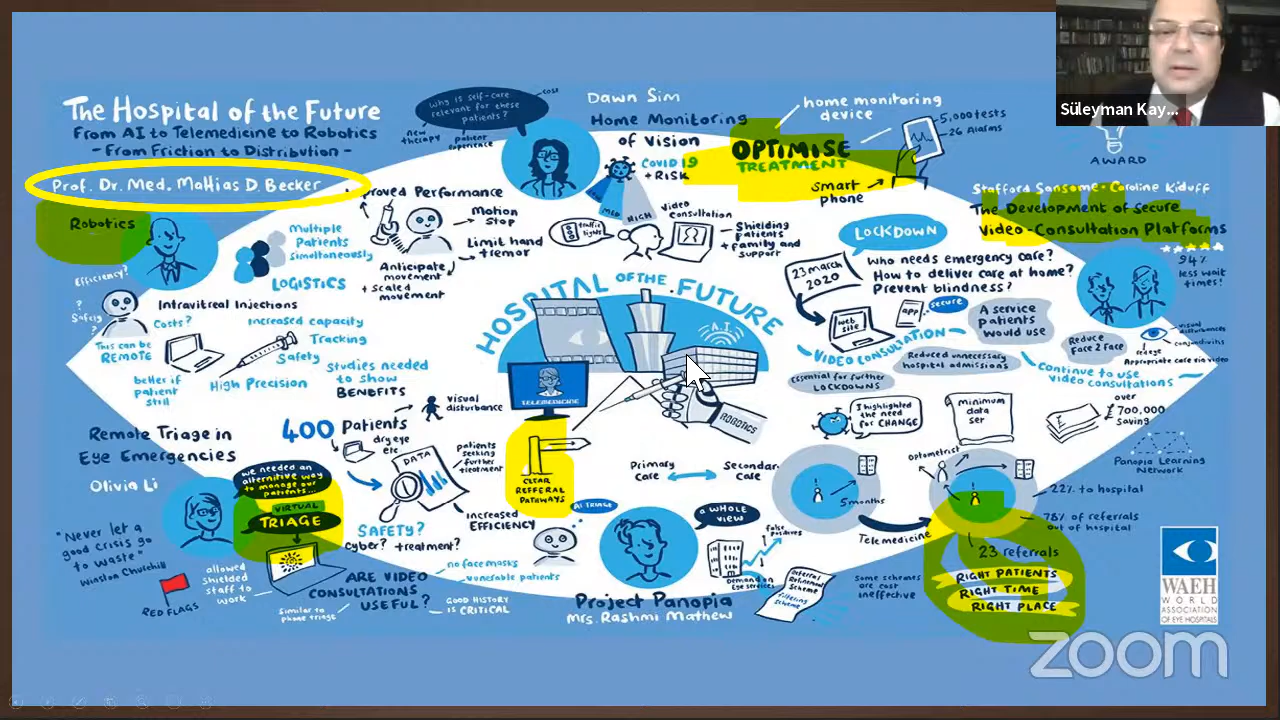 The Hospital of the Future
From AI to Telemedicine to Robotics
- From Friction to Distribution -
Prof. Dr. Med. Mattias D. Becker
Robotics
Efficiency?
Safety?
This can be REMOTE
Intravitreal Injections
Costs?
better if patient still
High Precision
Increased capacity
Tracking
Safety
Studies needed to show BENEFITS
Multiple Patients Simultaneously
LOGISTICS
Improved Performance
Motion Stop
Limit hand tremor
Anticipate movement
+ scaled movement
Why is self-care relevant for these patients?
cost
new therapy
patient experience
Dawn Sim
Home Monitoring of Vision
COVID 19
+ RISK
LOW
MED
HIGH
traffic lights
Video Consultation
Shielding patients + family and support
OPTIMISE
TREATMENT
home monitoring device
5,000 tests
26 Alarms
smart phone
Süleyman Kay...
AWARD
Stafford Sansome - Caroline Kiduff
The Development of secure
Video-Consultation Platforms
94% less wait times!
LOCKDOWN
23 march 2020
Who needs emergency care?
How to deliver care at home?
Prevent blindness?
web site
app
secure
VIDEO CONSULTATION
A service patients would use
Reduced unnecessary hospital admissions
Essential for further LOCKDOWNS
Reduce Face 2 Face
visual disturbances
conjunctivitis
red eye
Appropriate care via video
Continue to use video consultations
I highlighted the need for CHANGE
minimum data set
over £700,000 Saving
Panopia Learning Network
HOSPITAL OF THE FUTURE
A.I.
TELEMEDICINE
ROBOTICS
CLEAR REFERRAL PATHWAYS
Primary Care
Secondary Care
Remote Triage in Eye Emergencies
Olivia Li
we needed an alternitive way to manage our patients...
VIRTUAL
TRIAGE
"Never let a good crisis go to waste"
Winston Churchill
RED FLAGS
allowed shielded staff to work
Similar to phone triage
400 Patients
visual disturbance
dry eye etc
DATA
patients seeking further treatment
Increased EFFICIENCY
SAFETY?
cyber? + treatment?
no face masks
vunerable patients
ARE VIDEO CONSULTATIONS USEFUL?
GOOD HISTORY IS CRITICAL
AI TRIAGE
a WHOLE VIEW
Project Panopia
Mrs. Rashmi Mathew
Demand on Eye services
false positives
Referral Refinement Scheme
Filtering Scheme
Some schemes are cost ineffective
5 months
Telemedicine
Optometrist
22% to hospital
78% of referrals out of hospital
23 referrals
RIGHT PATIENTS
RIGHT TIME
RIGHT PLACE
WAEH
WORLD
ASSOCIATION
OF EYE HOSPITALS
zoom